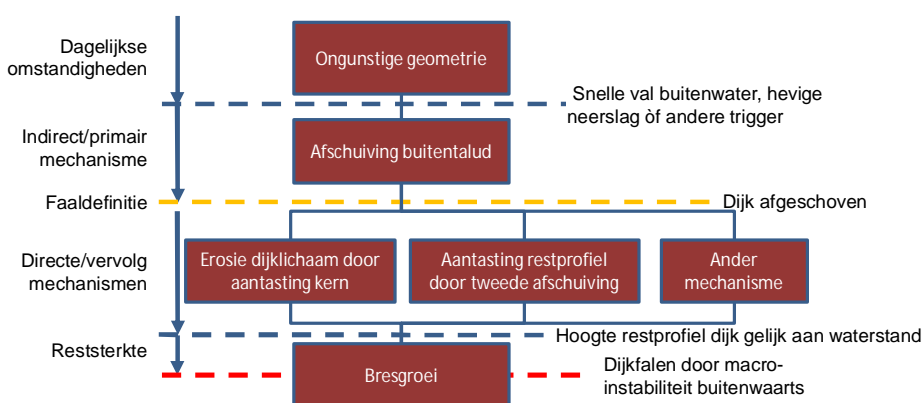 Dagelijkse
omstandigheden
Ongunstige geometrie
Snelle val buitenwater, hevige
neerslag òf andere trigger
Indirect/primair
mechanisme
Afschuiving buitentalud
Faaldefinitie
Dijk afgeschoven
Directe/vervolg
mechanismen
Erosie dijklichaam door
aantasting kern
Aantasting restprofiel
door tweede afschuiving
Ander
mechanisme
Hoogte restprofiel dijk gelijk aan waterstand
Reststerkte
Bresgroei
Dijkfalen door macro-
instabiliteit buitenwaarts